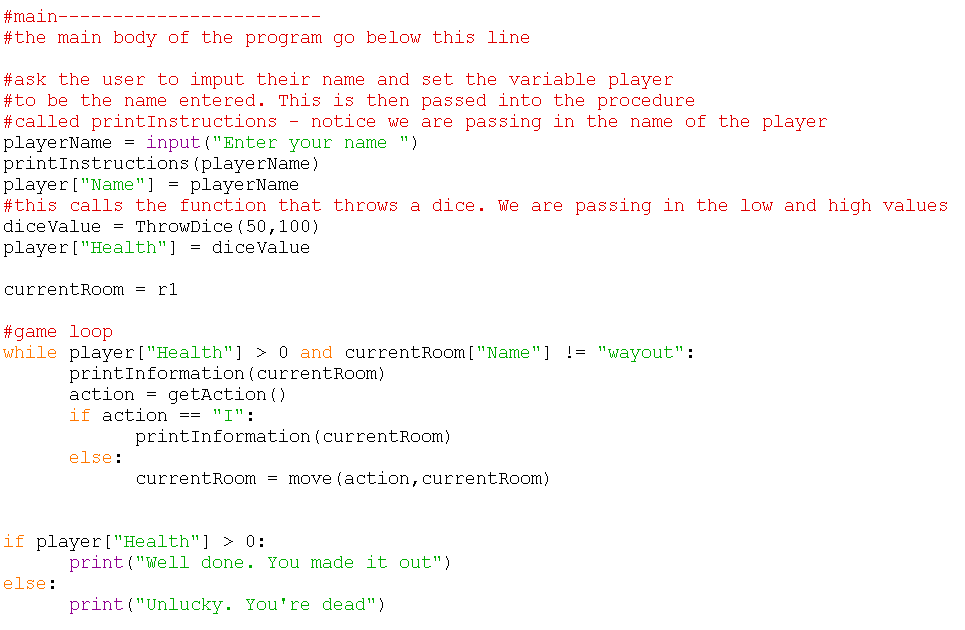 #main------------------------
#the main body of the program go below this line
#ask the user to imput their name and set the variable player
#to be the name entered. This is then passed into the procedure
#called printInstructions - notice we are passing in the name of the player
playerName = input("Enter your name ")
printInstructions(playerName)
player["Name"] = playerName
#this calls the function that throws a dice. We are passing in the low and high values
diceValue = ThrowDice(50,100)
player["Health"] = diceValue
currentRoom = r1
#game loop
while player["Health"] > 0 and currentRoom["Name"] != "wayout":
printInformation(currentRoom)
action = getAction()
if action == "I":
printInformation(currentRoom)
else:
currentRoom = move(action,currentRoom)
if player["Health"] > 0:
print("Well done. You made it out")
else:
print("Unlucky. You're dead")